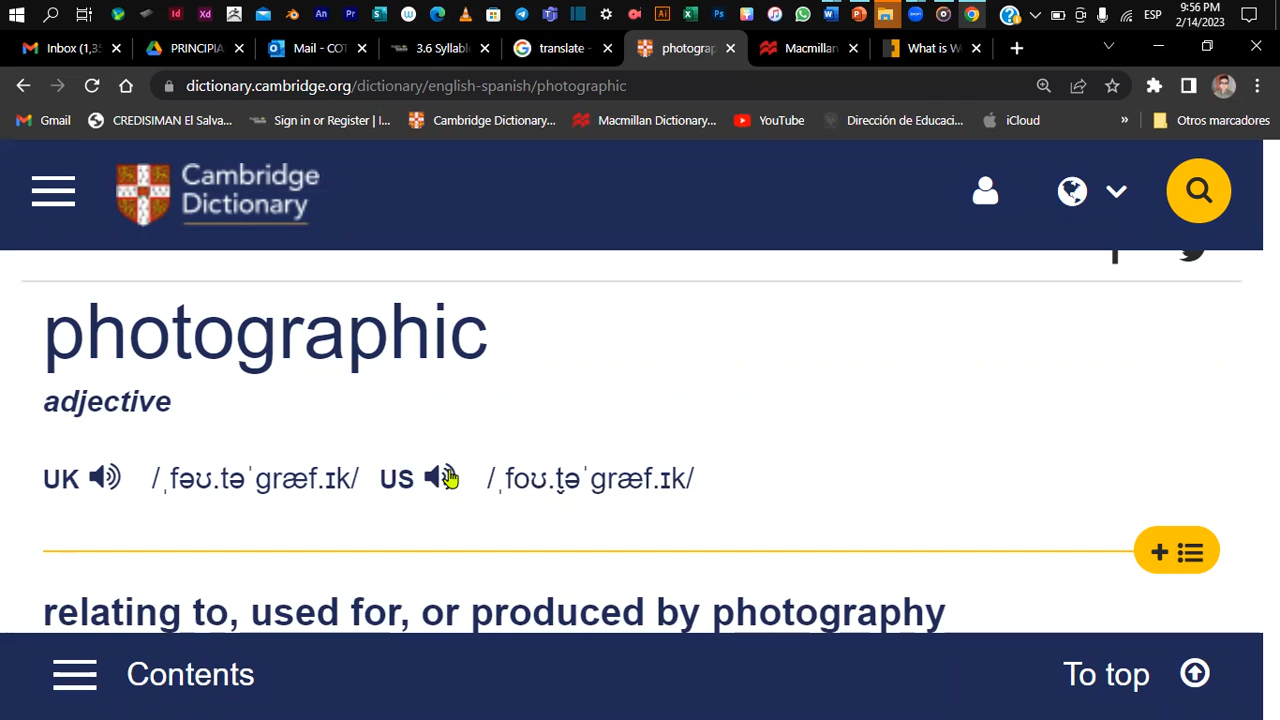 9:56 PM
ESP
2/14/2023
Inbox (1,3
PRINCIPIA
Mail - COT
3.6 Syllabl
translate -
photograp
Macmillan
What is W
dictionary.cambridge.org/dictionary/english-spanish/photographic
Gmail
CREDISIMAN El Salva...
Sign in or Register | I...
Cambridge Dictionary...
Macmillan Dictionary...
YouTube
Dirección de Educaci...
iCloud
»
Otros marcadores
Cambridge
Dictionary
photographic
adjective
UK /ˌfəʊ.təˈɡræf.ɪk/ US /ˌfoʊ.t̬əˈɡræf.ɪk/
relating to, used for, or produced by photography
Contents
To top